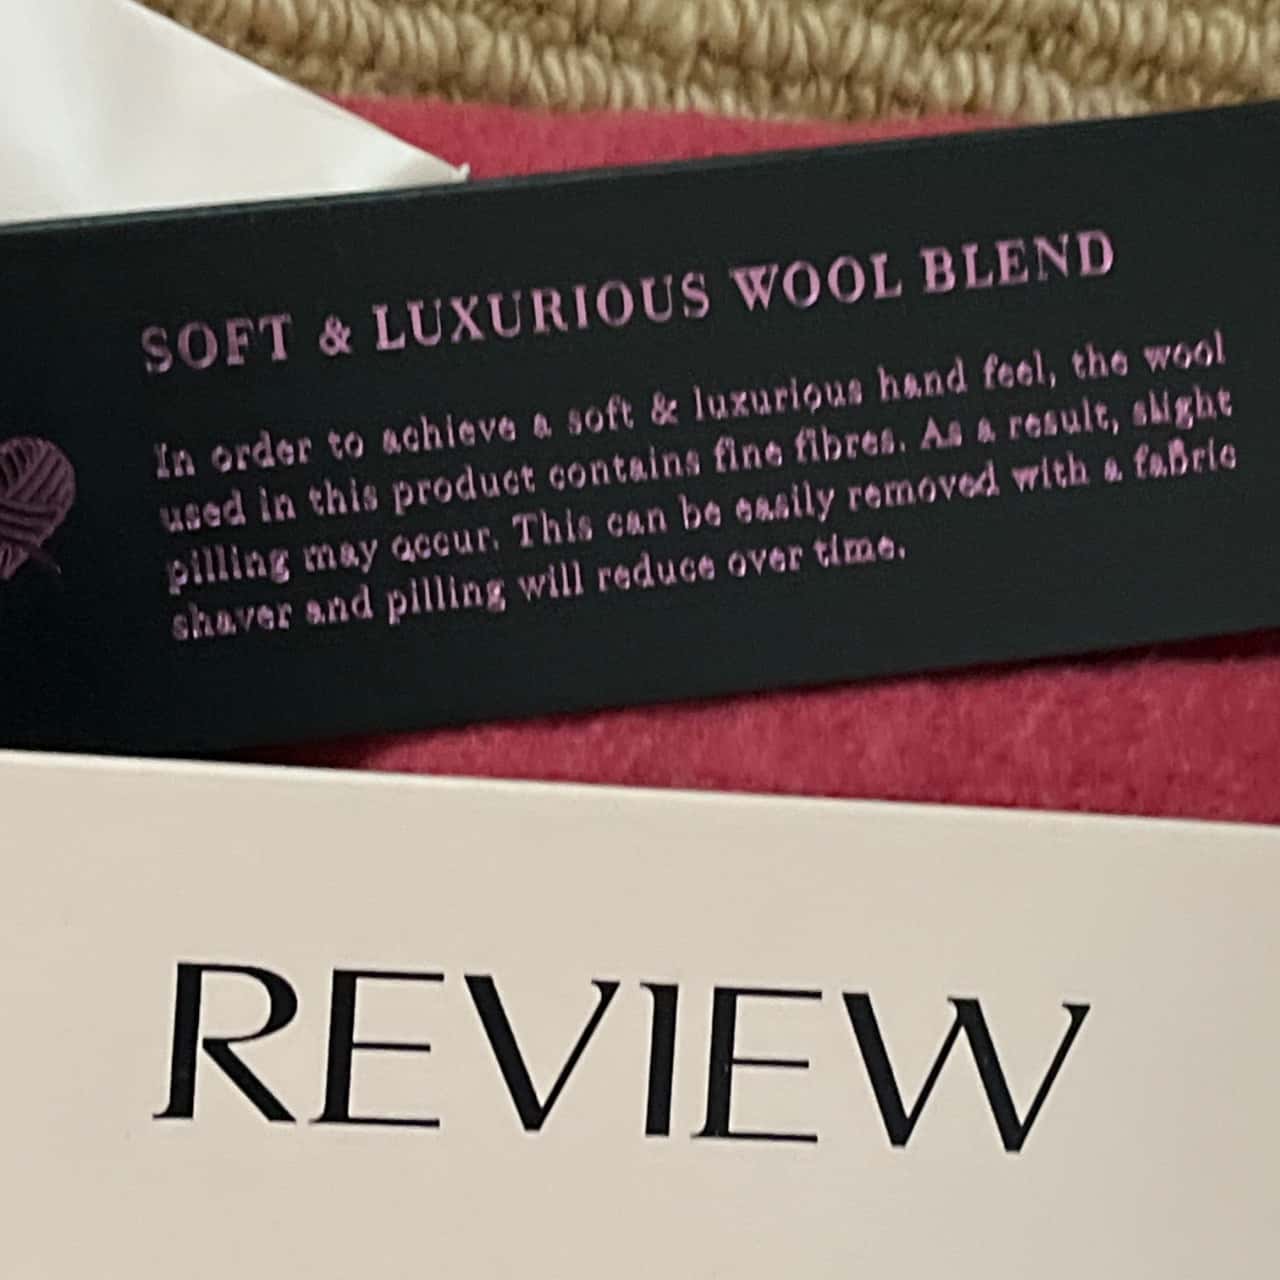 SOFT & LUXURIOUS WOOL BLEND
In order to achieve a soft & luxurious hand feel, the wool
used in this product contains fine fibres. As a result, slight
pilling may occur. This can be easily removed with a fabric
shaver and pilling will reduce over time.
REVIEW